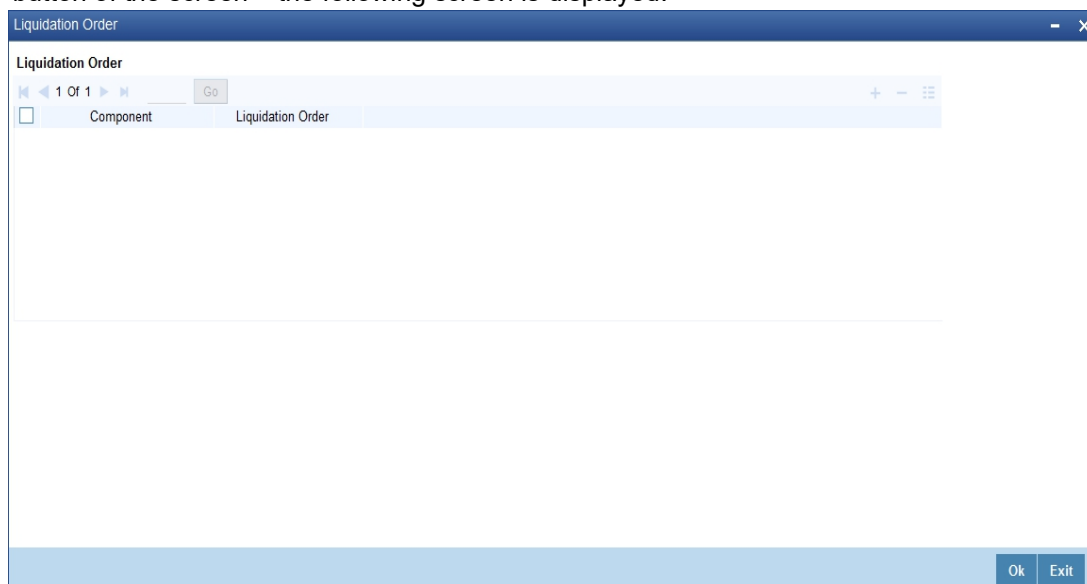 button of the screen – the following screen is displayed.
Liquidation Order
Liquidation Order
1 Of 1 Go
Component Liquidation Order
Ok Exit